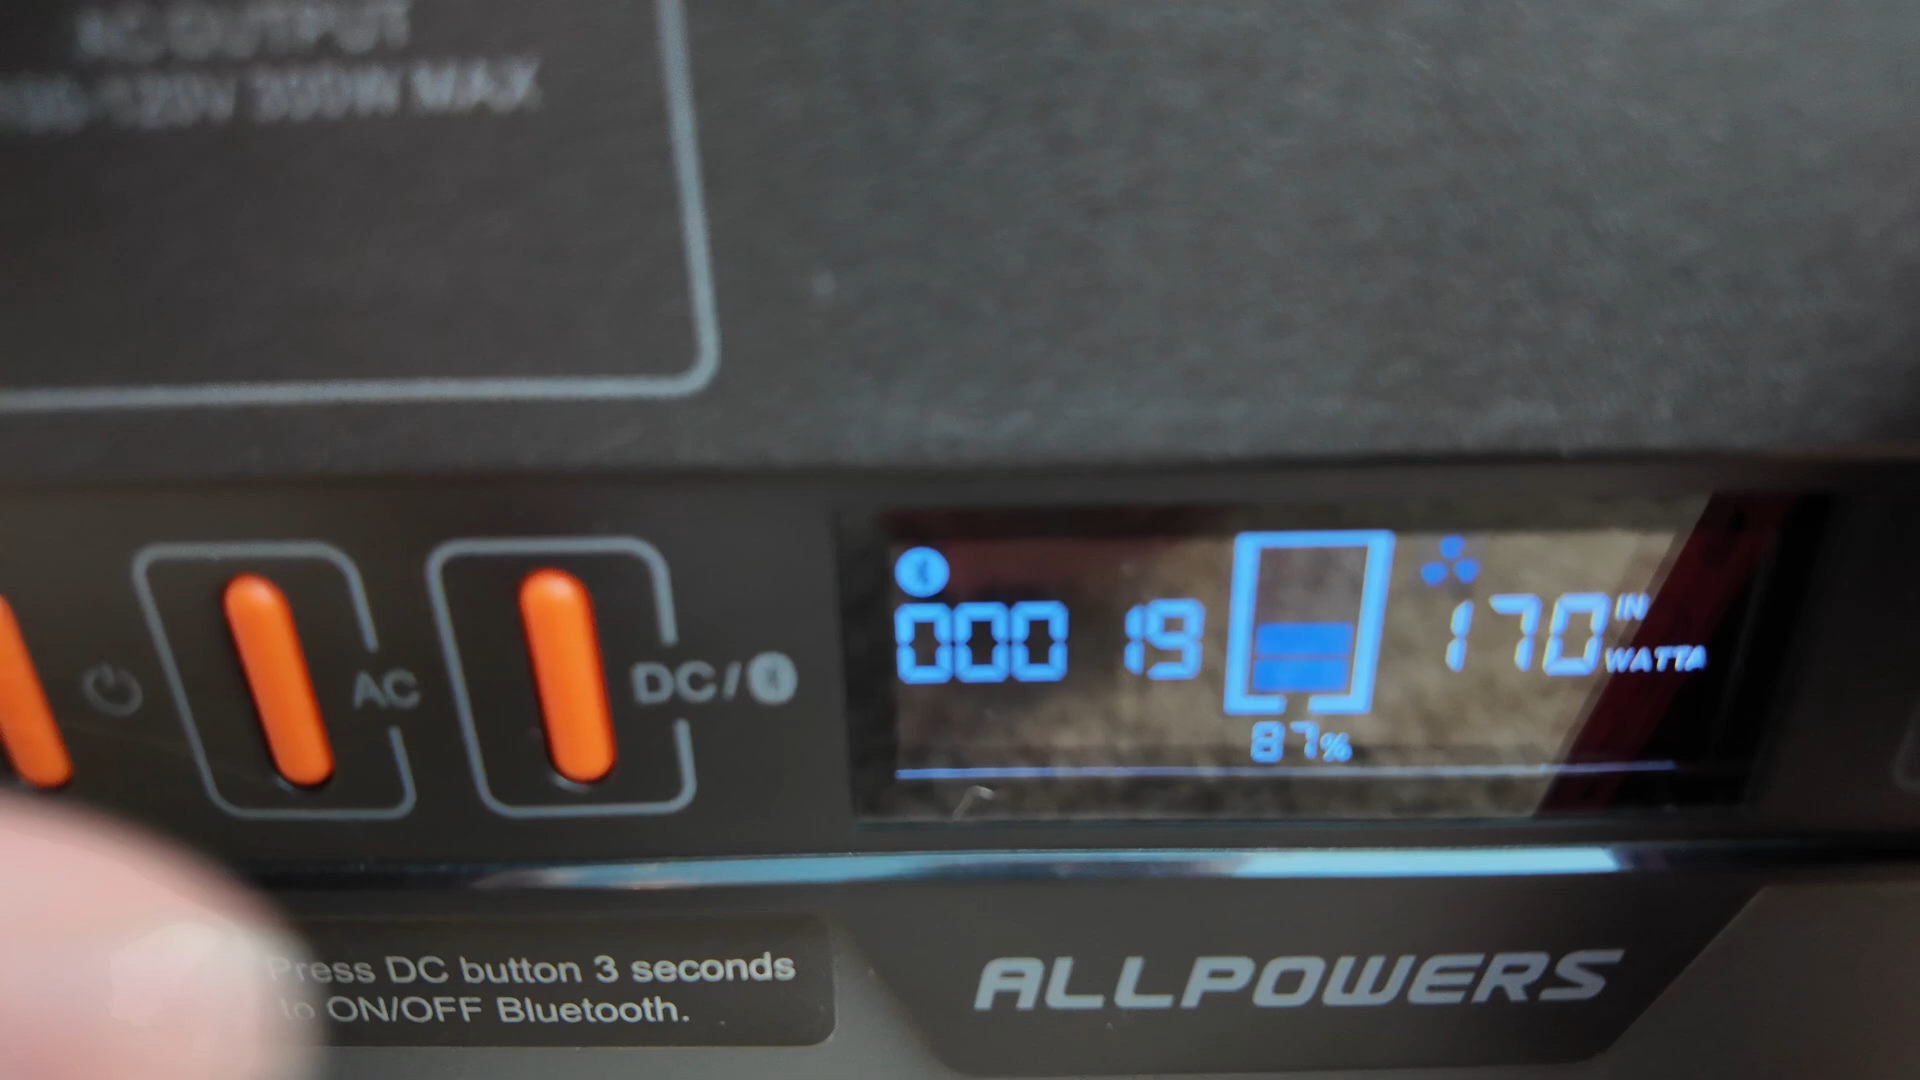 AC OUTPUT
120V 300W MAX
AC
DC/
000 19
87%
170 IN
WATTA
Press DC button 3 seconds
to ON/OFF Bluetooth.
ALLPOWERS